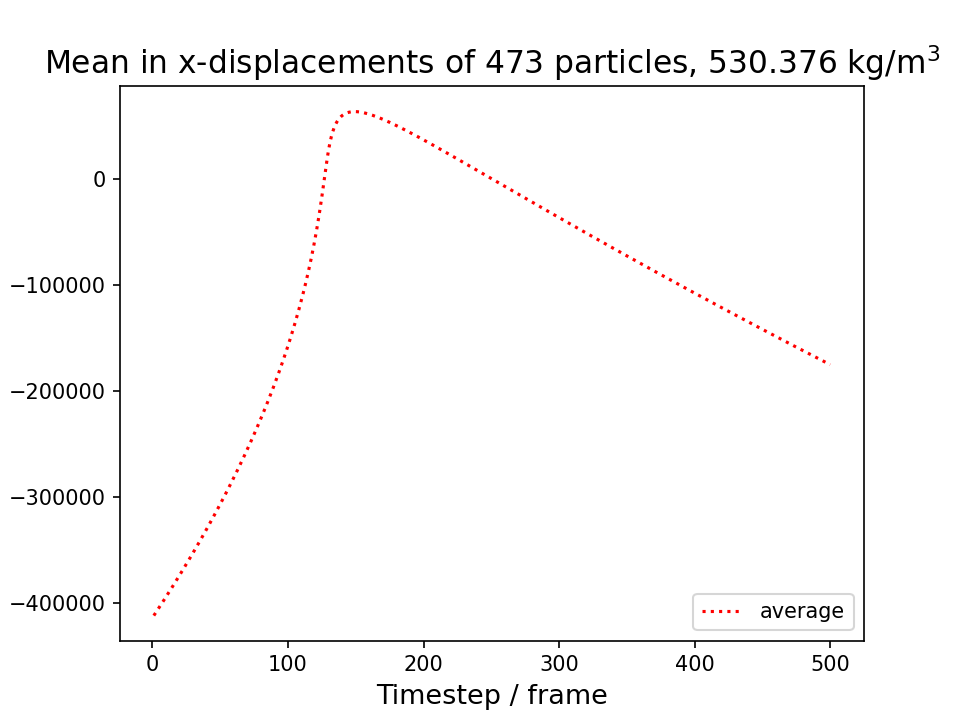 Mean in x-displacements of 473 particles, 530.376 kg/m³
0
−100000
−200000
−300000
−400000
average
0 100 200 300 400 500
Timestep / frame